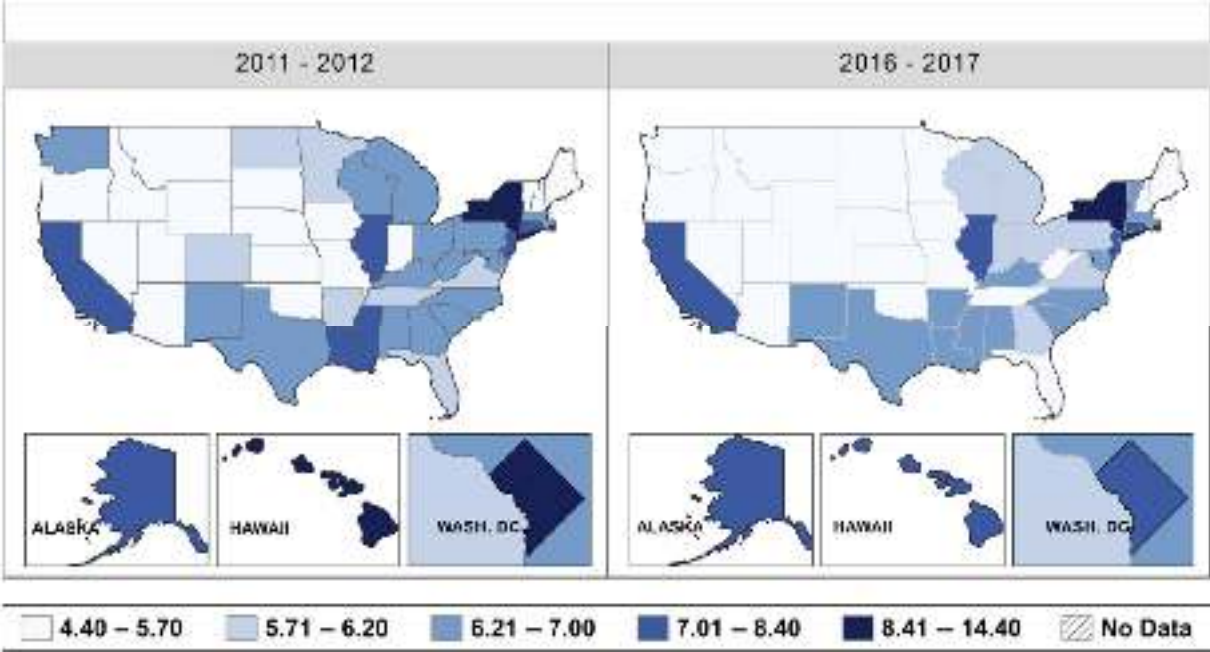 2011 - 2012
2016 - 2017
ALASKA
HAWAII
WASH. DC
ALASKA
HAWAII
WASH. DC
4.40 – 5.70
5.71 – 6.20
6.21 – 7.00
7.01 – 8.40
8.41 – 14.40
No Data